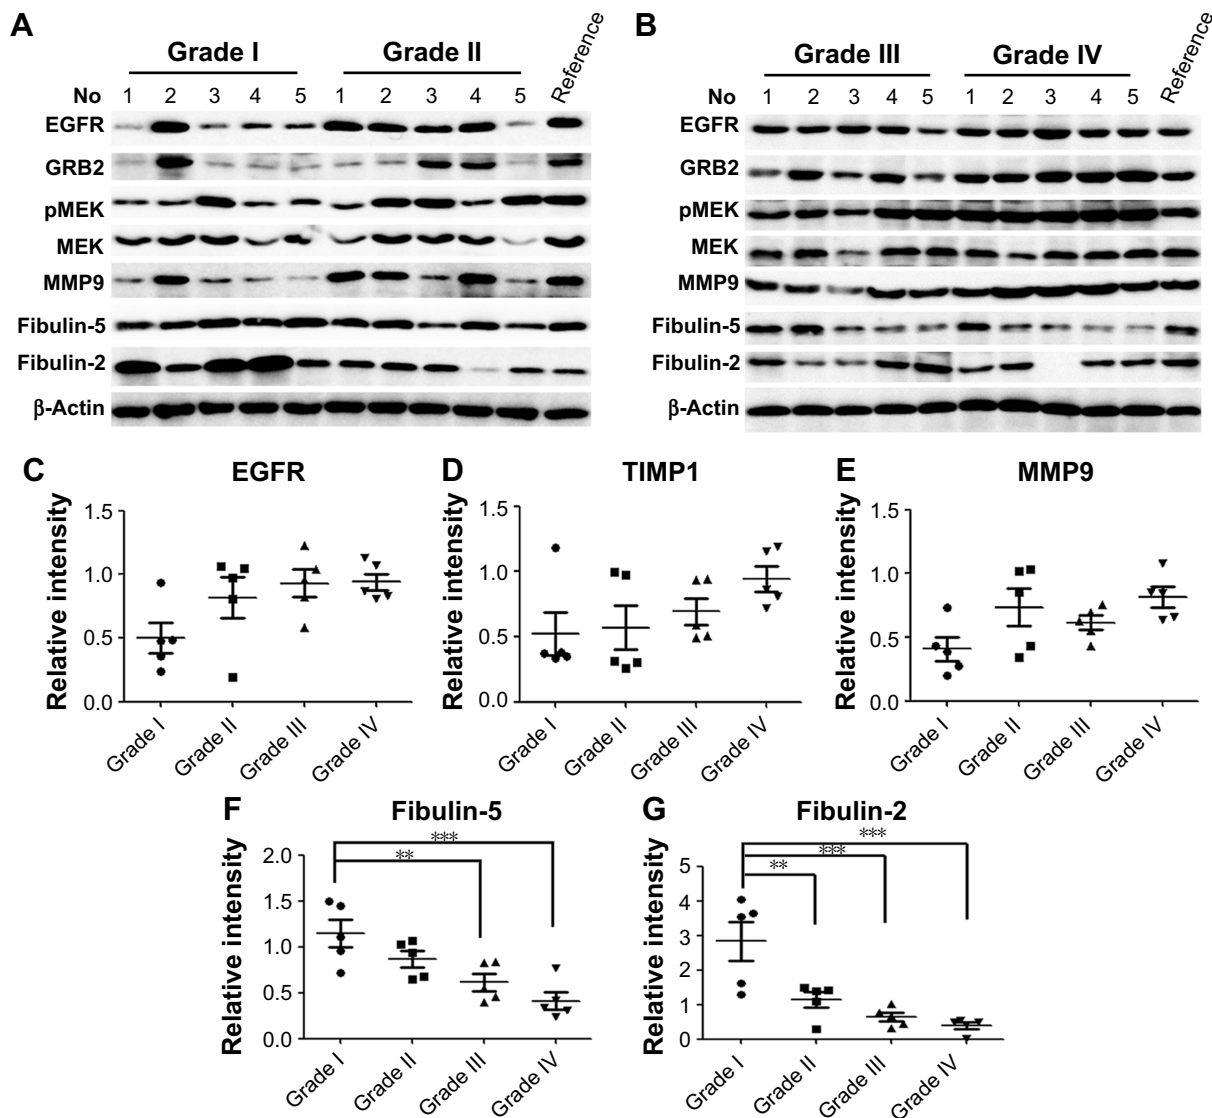 A
Grade I Grade II Reference
No 1 2 3 4 5 1 2 3 4 5
EGFR
GRB2
pMEK
MEK
MMP9
Fibulin-5
Fibulin-2
β-Actin
B
Grade III Grade IV Reference
No 1 2 3 4 5 1 2 3 4 5
EGFR
GRB2
pMEK
MEK
MMP9
Fibulin-5
Fibulin-2
β-Actin
C EGFR
Relative intensity
1.5
1.0
0.5
0.0
Grade I Grade II Grade III Grade IV
D TIMP1
Relative intensity
1.5
1.0
0.5
0.0
Grade I Grade II Grade III Grade IV
E MMP9
Relative intensity
1.5
1.0
0.5
0.0
Grade I Grade II Grade III Grade IV
F Fibulin-5
***
**
Relative intensity
2.0
1.5
1.0
0.5
0.0
Grade I Grade II Grade III Grade IV
G Fibulin-2
***
***
**
Relative intensity
5
4
3
2
1
0
Grade I Grade II Grade III Grade IV